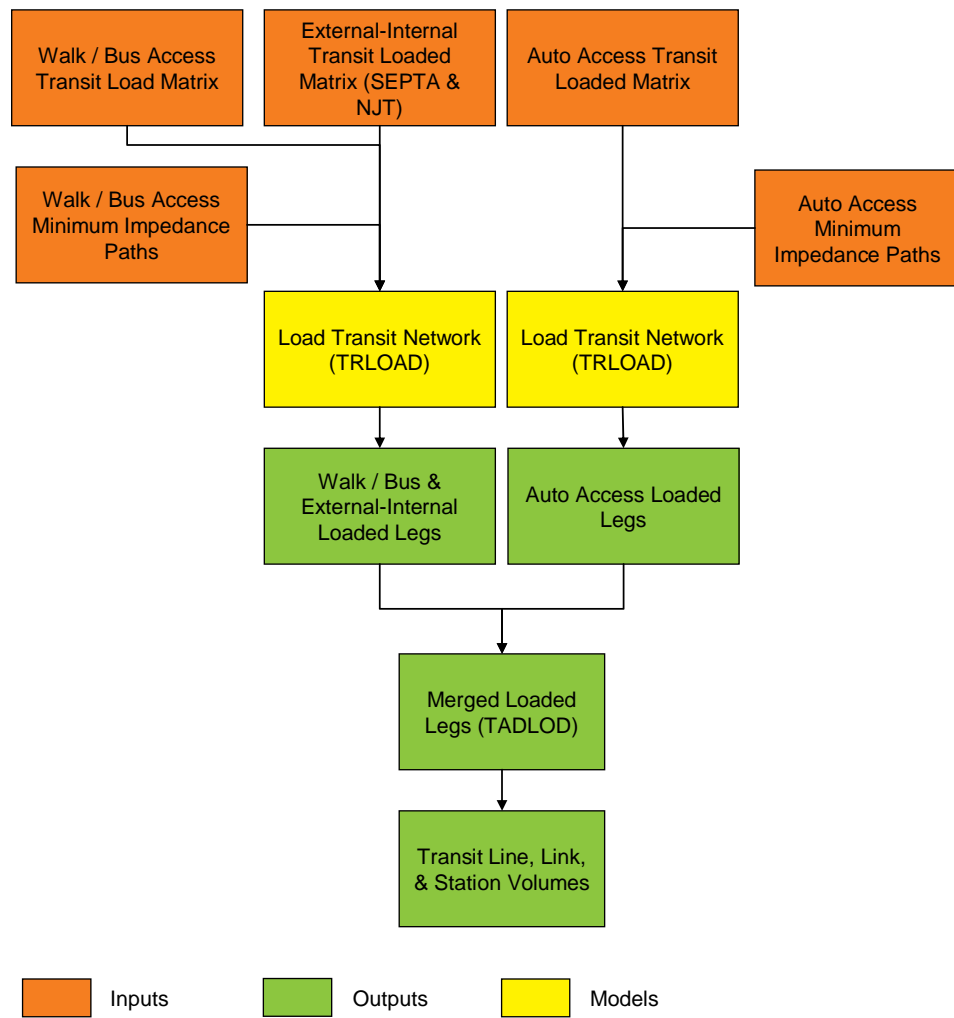 Walk / Bus Access
Transit Load Matrix
External-Internal
Transit Loaded
Matrix (SEPTA &
NJT)
Auto Access Transit
Loaded Matrix
Walk / Bus Access
Minimum Impedance
Paths
Auto Access
Minimum
Impedance Paths
Load Transit Network
(TRLOAD)
Load Transit Network
(TRLOAD)
Walk / Bus &
External-Internal
Loaded Legs
Auto Access Loaded
Legs
Merged Loaded
Legs (TADLOD)
Transit Line, Link,
& Station Volumes
Inputs
Outputs
Models